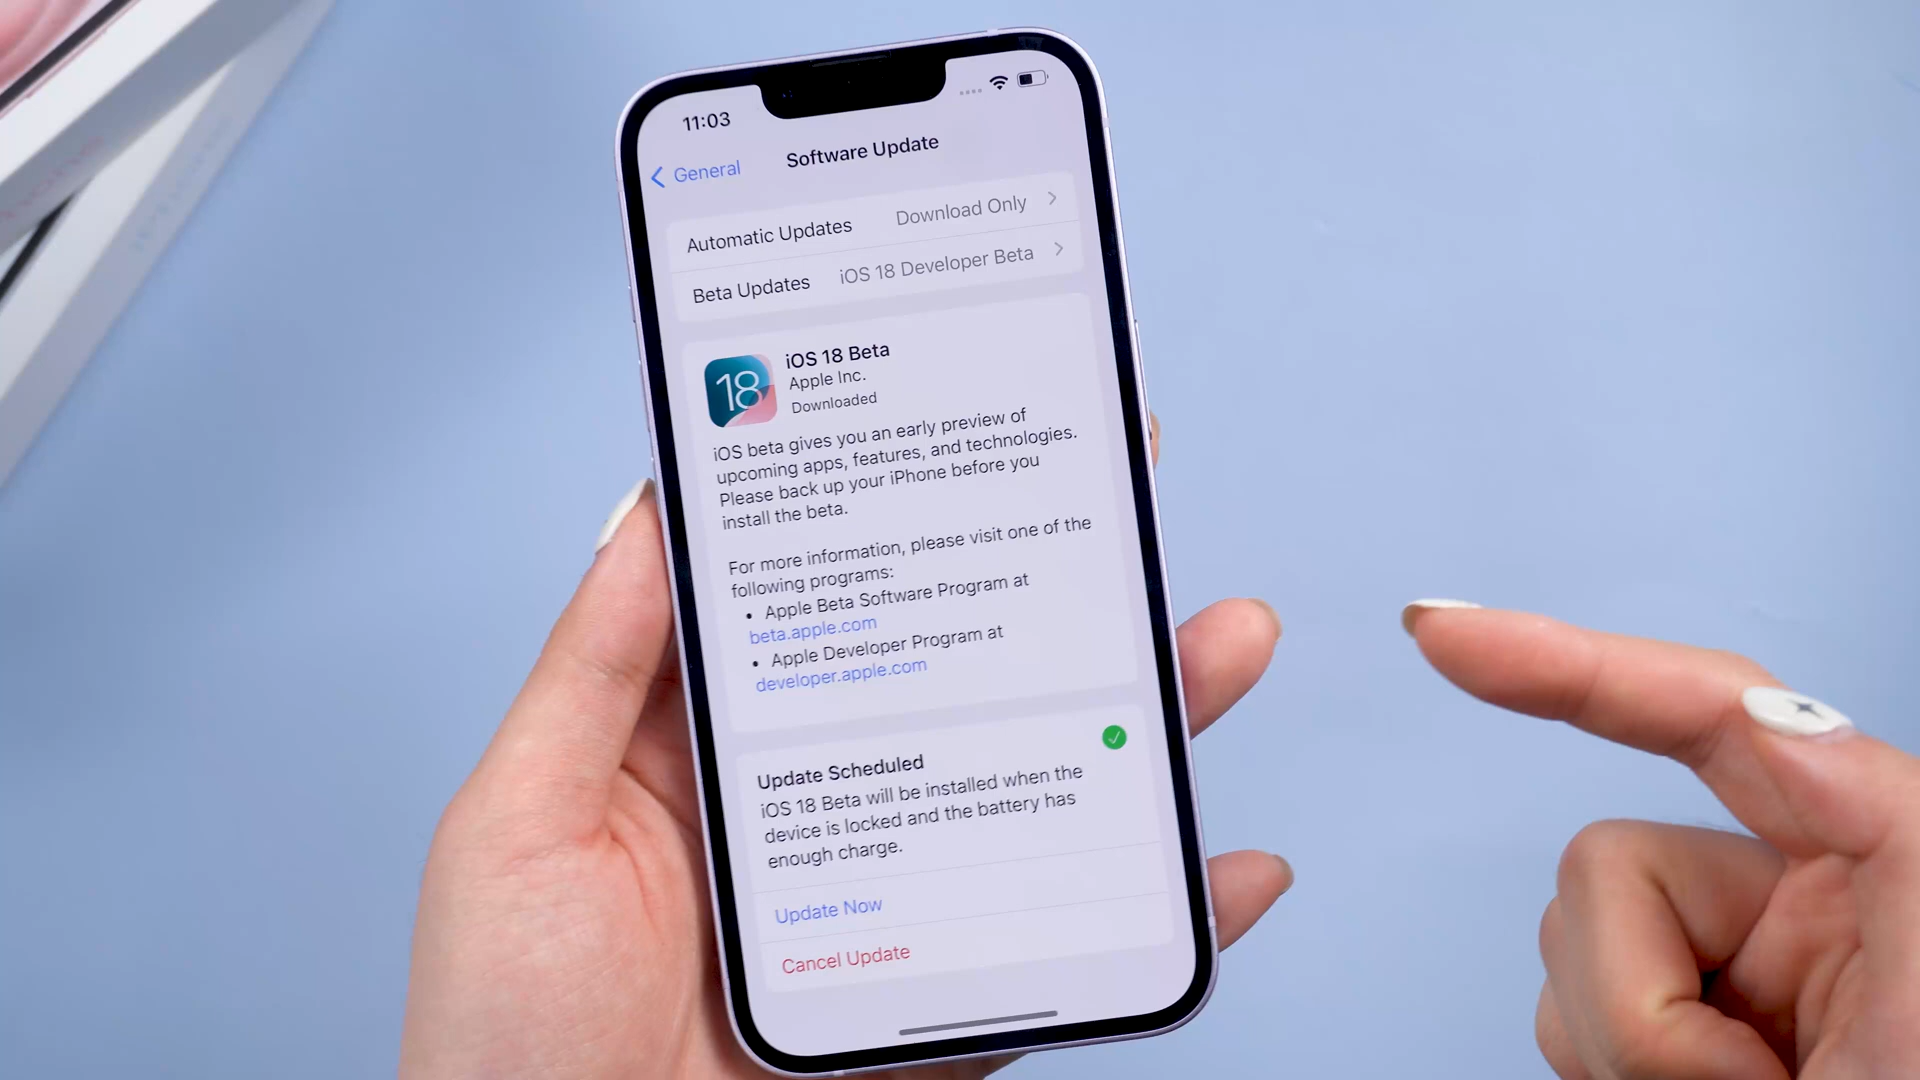 11:03
General
Software Update
Automatic Updates Download Only
Beta Updates iOS 18 Developer Beta
18
iOS 18 Beta
Apple Inc.
Downloaded
iOS beta gives you an early preview of
upcoming apps, features, and technologies.
Please back up your iPhone before you
install the beta.
For more information, please visit one of the
following programs:
• Apple Beta Software Program at
beta.apple.com
• Apple Developer Program at
developer.apple.com
Update Scheduled
iOS 18 Beta will be installed when the
device is locked and the battery has
enough charge.
Update Now
Cancel Update